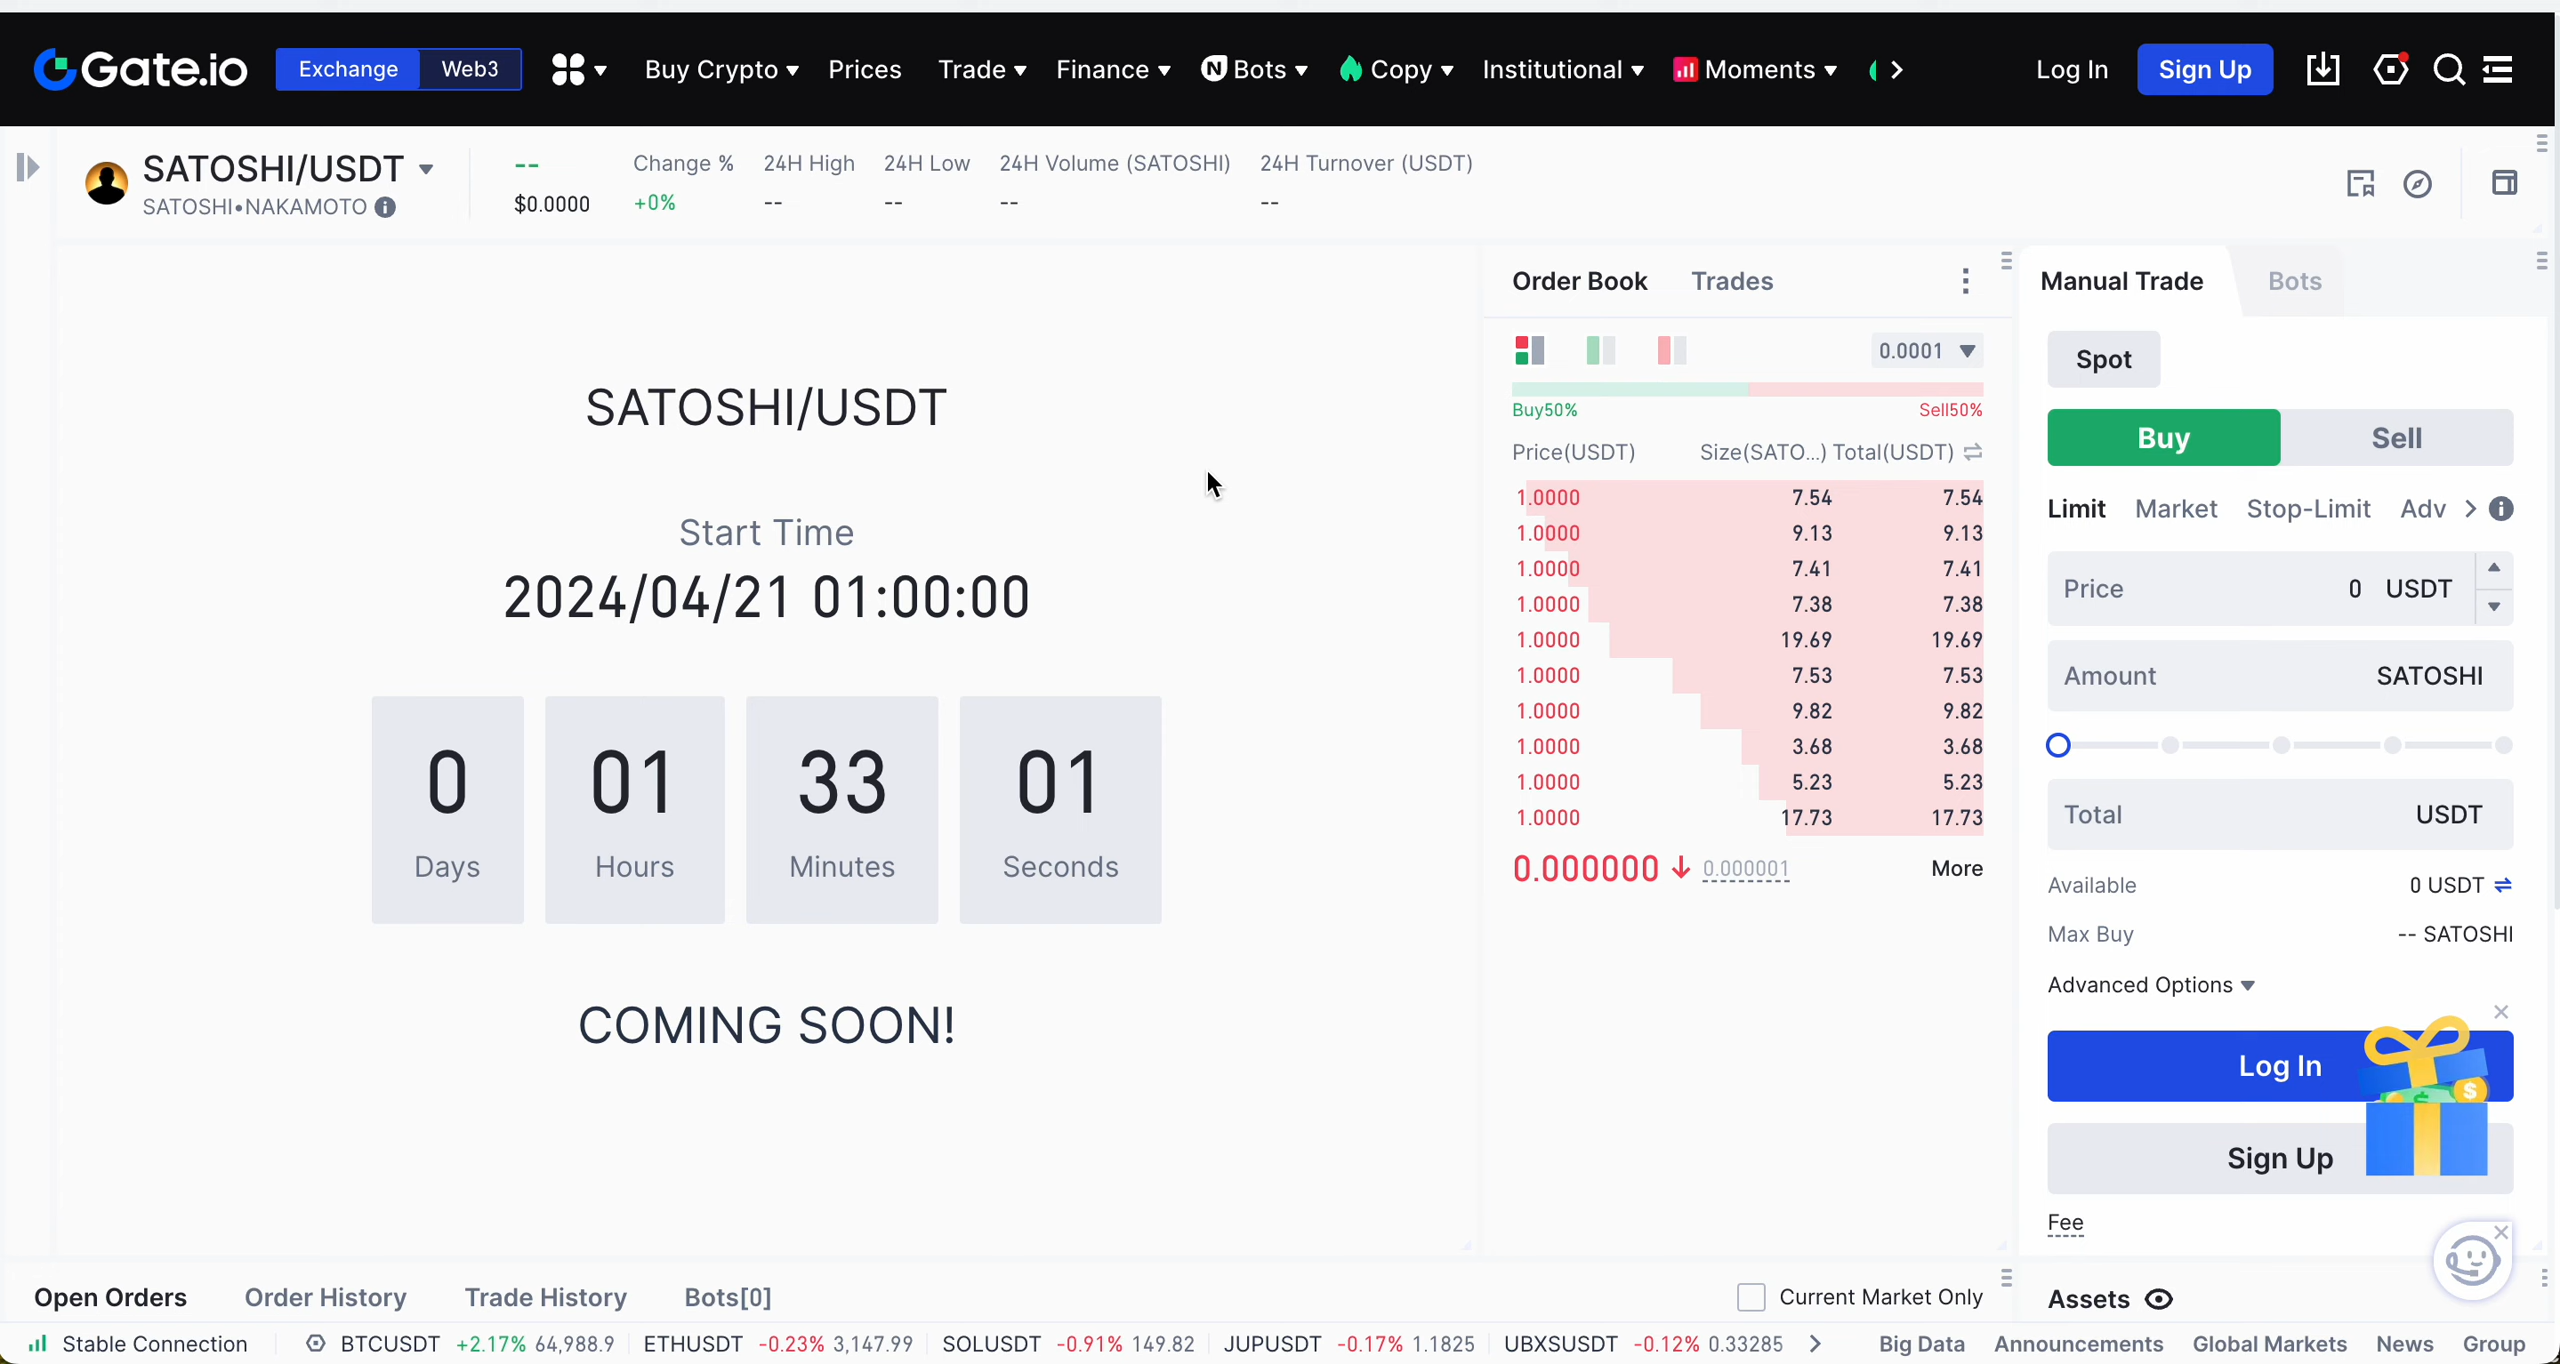 Gate.io Exchange Web3 Buy Crypto Prices Trade Finance Bots Copy Institutional Moments Log In Sign Up
SATOSHI/USDT
SATOSHI•NAKAMOTO
--
$0.0000
Change % 24H High 24H Low 24H Volume (SATOSHI) 24H Turnover (USDT)
+0% -- -- -- --
SATOSHI/USDT
Start Time
2024/04/21 01:00:00
0 01 33 01
Days Hours Minutes Seconds
COMING SOON!
Order Book Trades
0.0001
Buy50% Sell50%
Price(USDT) Size(SATO...) Total(USDT)
1.0000 7.54 7.54
1.0000 9.13 9.13
1.0000 7.41 7.41
1.0000 7.38 7.38
1.0000 19.69 19.69
1.0000 7.53 7.53
1.0000 9.82 9.82
1.0000 3.68 3.68
1.0000 5.23 5.23
1.0000 17.73 17.73
0.000000 0.000001 More
Manual Trade Bots
Spot
Buy Sell
Limit Market Stop-Limit Adv
Price 0 USDT
Amount SATOSHI
Total USDT
Available 0 USDT
Max Buy -- SATOSHI
Advanced Options
Log In
Sign Up
Fee
Open Orders Order History Trade History Bots[0] Current Market Only
Assets
Stable Connection BTCUSDT +2.17% 64,988.9 ETHUSDT -0.23% 3,147.99 SOLUSDT -0.91% 149.82 JUPUSDT -0.17% 1.1825 UBXSUSDT -0.12% 0.33285 Big Data Announcements Global Markets News Group